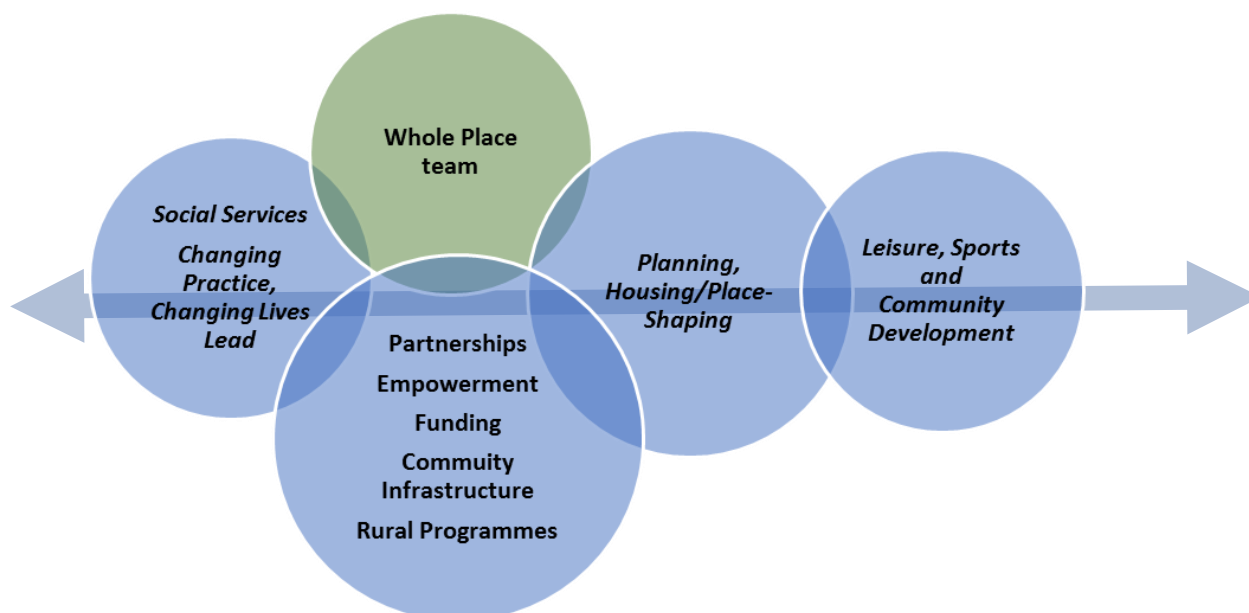 Whole Place
team
Social Services
Changing
Practice,
Changing Lives
Lead
Partnerships
Empowerment
Funding
Commuity
Infrastructure
Rural Programmes
Planning,
Housing/Place-
Shaping
Leisure, Sports
and
Community
Development